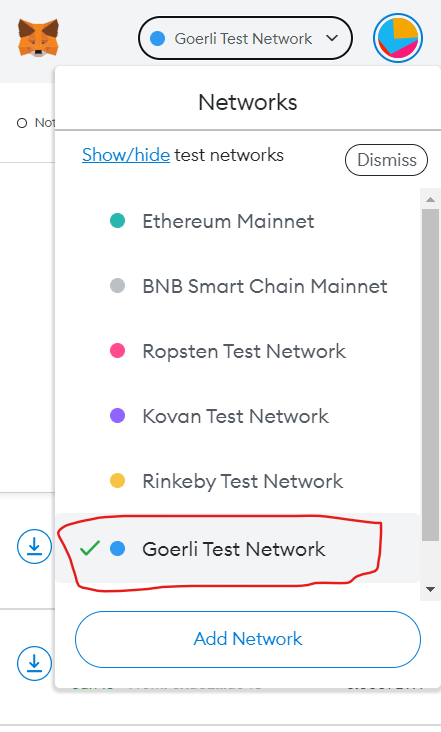 Goerli Test Network
Networks
Not
Show/hide test networks
Dismiss
Ethereum Mainnet
BNB Smart Chain Mainnet
Ropsten Test Network
Kovan Test Network
Rinkeby Test Network
Goerli Test Network
Add Network